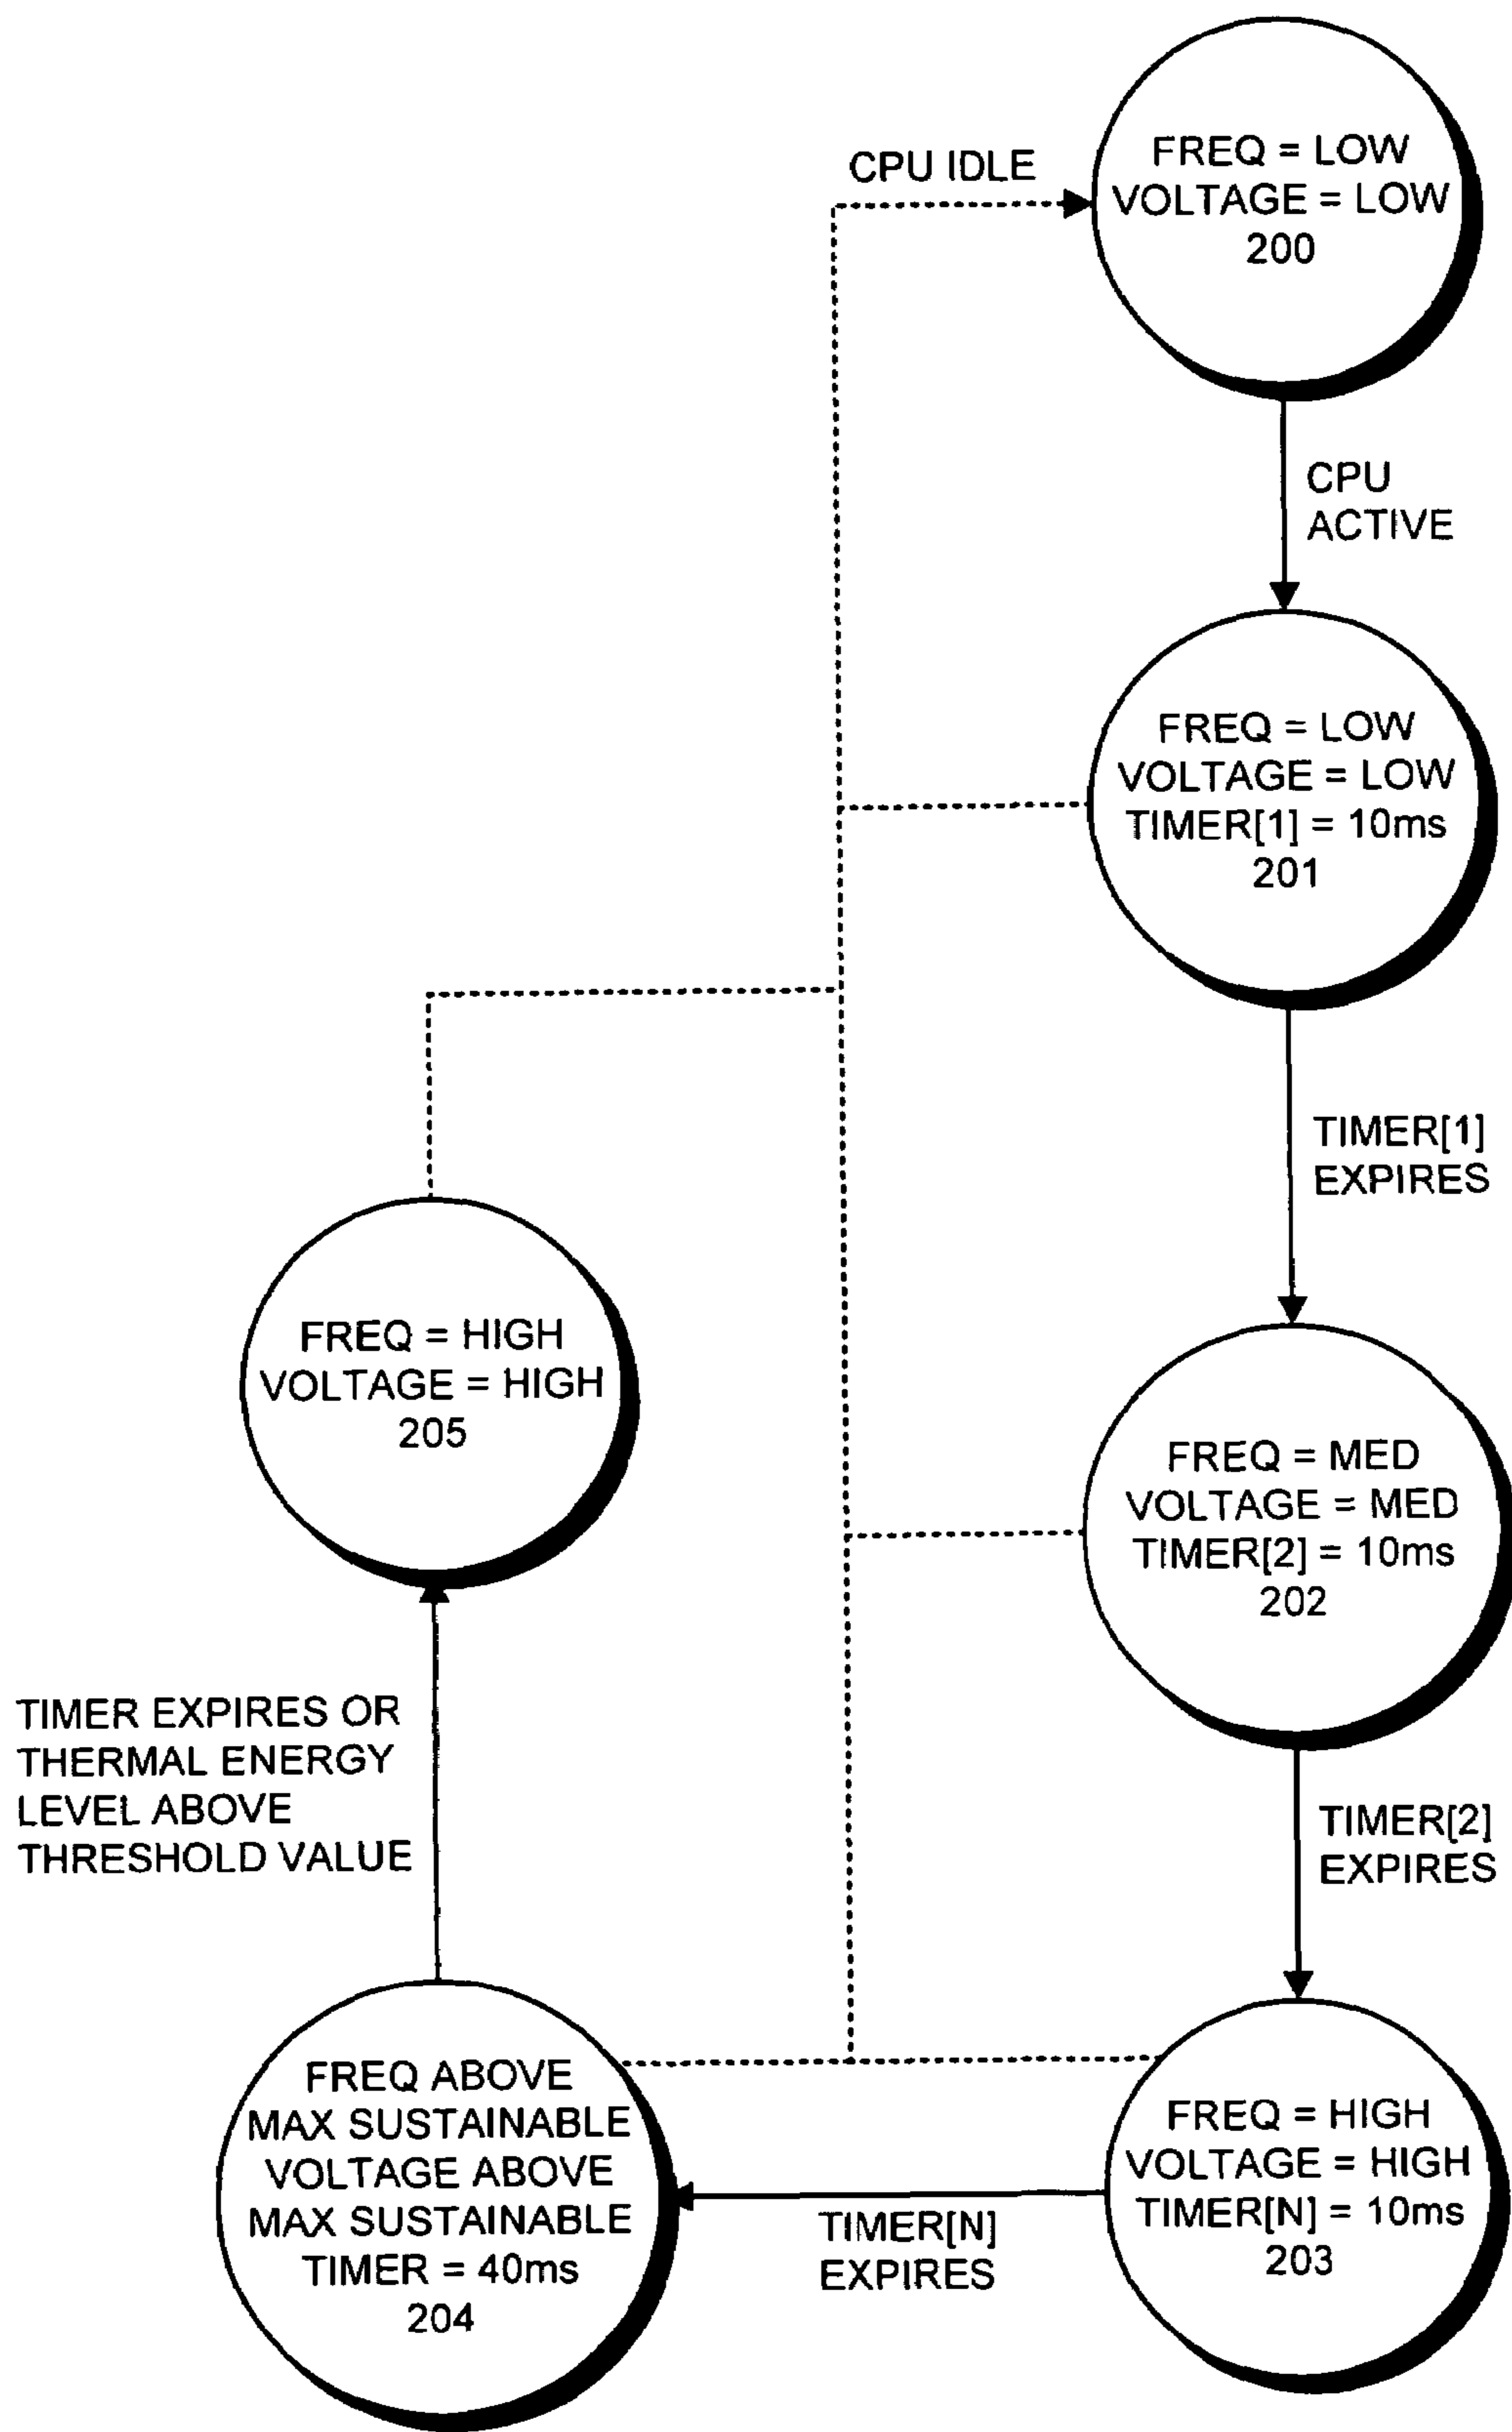 CPU IDLE
FREQ = LOW
VOLTAGE = LOW
200
CPU
ACTIVE
FREQ = LOW
VOLTAGE = LOW
TIMER[1] = 10ms
201
TIMER[1]
EXPIRES
FREQ = HIGH
VOLTAGE = HIGH
205
FREQ = MED
VOLTAGE = MED
TIMER[2] = 10ms
202
TIMER EXPIRES OR
THERMAL ENERGY
LEVEL ABOVE
THRESHOLD VALUE
TIMER[2]
EXPIRES
FREQ ABOVE
MAX SUSTAINABLE
VOLTAGE ABOVE
MAX SUSTAINABLE
TIMER = 40ms
204
TIMER[N]
EXPIRES
FREQ = HIGH
VOLTAGE = HIGH
TIMER[N] = 10ms
203